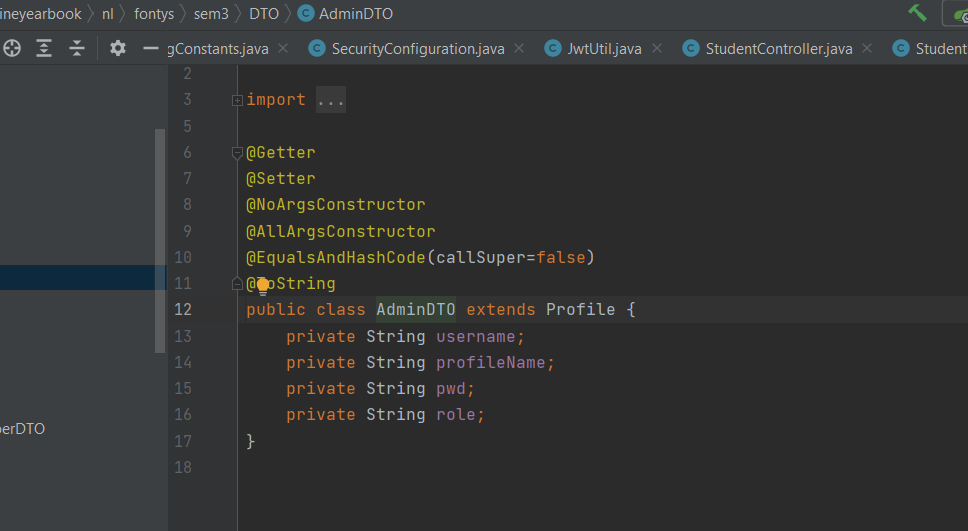 ineyearbook nl fontys sem3 DTO C AdminDTO
gConstants.java C SecurityConfiguration.java C JwtUtil.java C StudentController.java C Student
2
3 import ...
5
6 @Getter
7 @Setter
8 @NoArgsConstructor
9 @AllArgsConstructor
10 @EqualsAndHashCode(callSuper=false)
11 @ToString
12 public class AdminDTO extends Profile {
13 private String username;
14 private String profileName;
15 private String pwd;
16 private String role;
perDTO
17 }
18